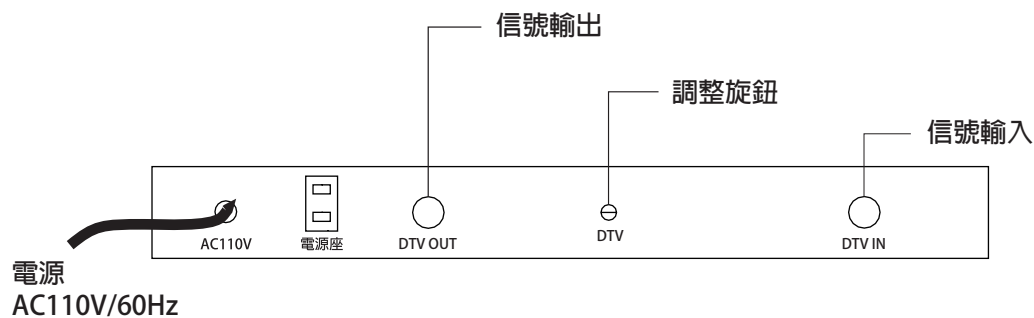 信號輸出
調整旋鈕
信號輸入
AC110V
電源座
DTV OUT
DTV
DTV IN
電源
AC110V/60Hz